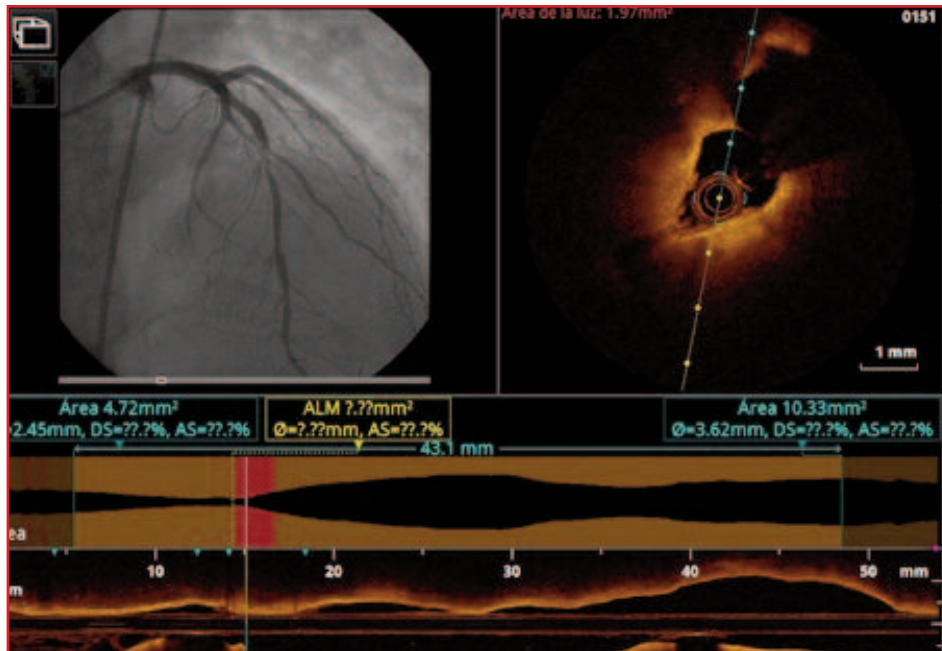 Área de la luz: 1.97mm²
0151
1 mm
Área 4.72mm²
2.45mm, DS=??.?%, AS=??.?%
ALM ?.??mm²
Ø=?.??mm, AS=??.?%
Área 10.33mm²
Ø=3.62mm, DS=??.?%, AS=??.?%
43.1 mm
ea
10 20 30 40 50 mm
m